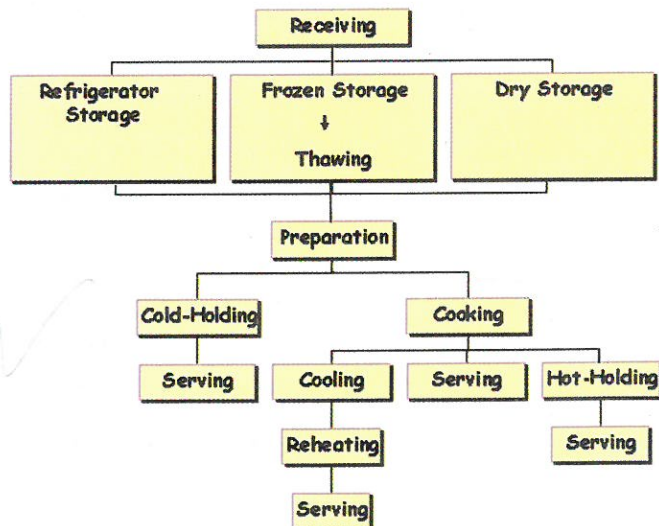 Receiving
Refrigerator
Storage
Frozen Storage
Thawing
Dry Storage
Preparation
Cold-Holding
Cooking
Serving
Cooling
Serving
Hot-Holding
Reheating
Serving
Serving